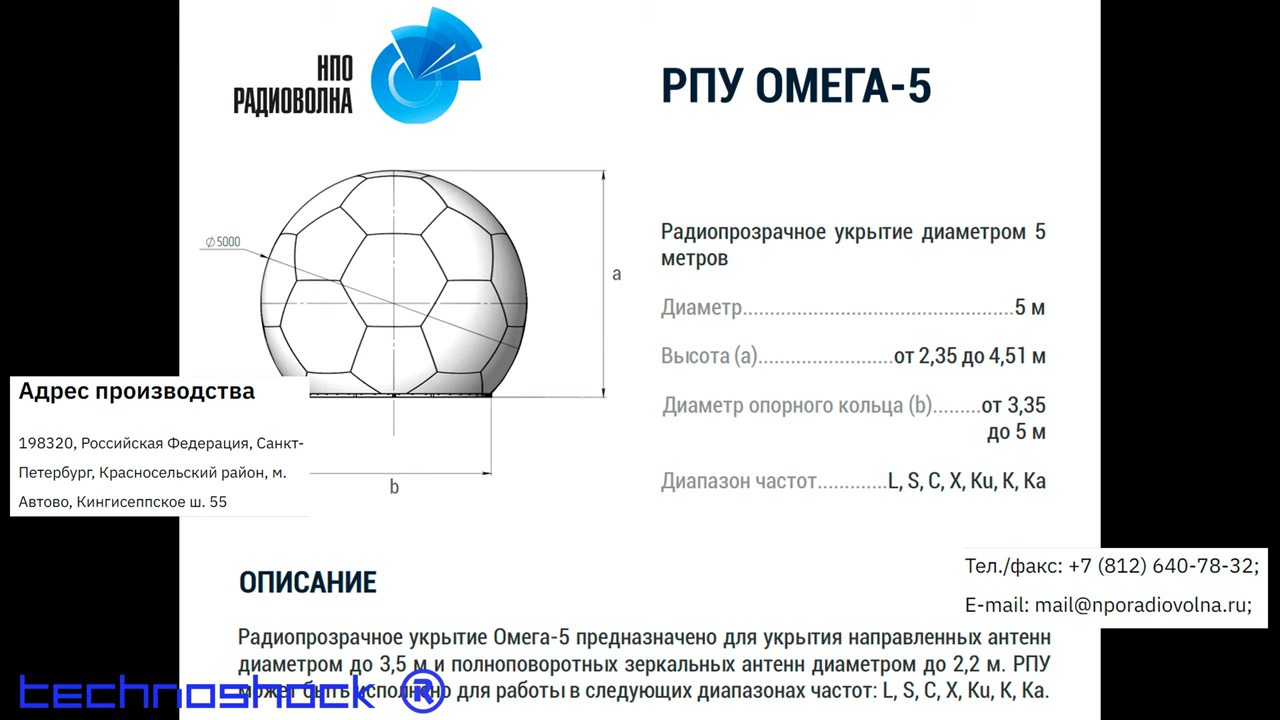 НПО
РАДИОВОЛНА
РПУ ОМЕГА-5
∅5000
a
b
Радиопрозрачное укрытие диаметром 5
метров
Диаметр..............................................5 м
Высота (a).......................от 2,35 до 4,51 м
Диаметр опорного кольца (b).........от 3,35
до 5 м
Диапазон частот............L, S, C, X, Ku, K, Ka
Адрес производства
198320, Российская Федерация, Санкт-
Петербург, Красносельский район, м.
Автово, Кингисеппское ш. 55
Тел./факс: +7 (812) 640-78-32;
E-mail: mail@nporadiovolna.ru;
ОПИСАНИЕ
Радиопрозрачное укрытие Омега-5 предназначено для укрытия направленных антенн
диаметром до 3,5 м и полноповоротных зеркальных антенн диаметром до 2,2 м. РПУ
может быть исполнено для работы в следующих диапазонах частот: L, S, C, X, Ku, K, Ka.
technoshock ®